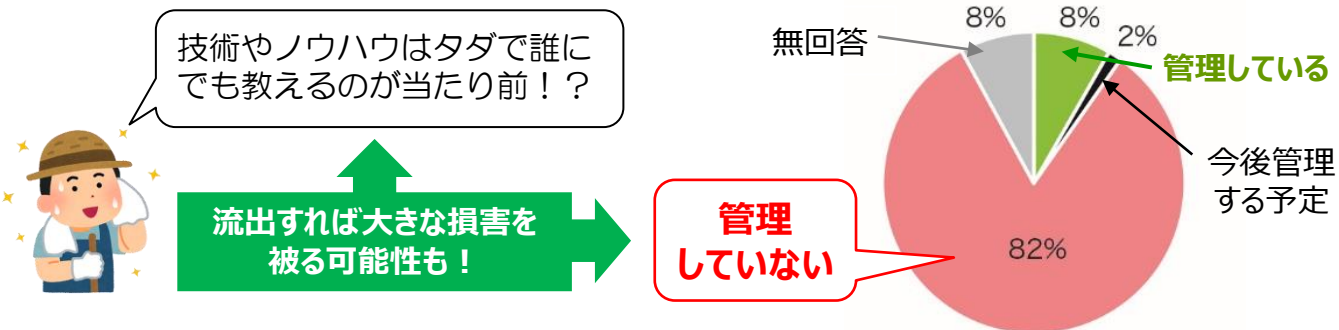 技術やノウハウはタダで誰に
でも教えるのが当たり前！？
流出すれば大きな損害を
被る可能性も！
管理
していない
無回答
8%
8%
2%
管理している
今後管理
する予定
82%